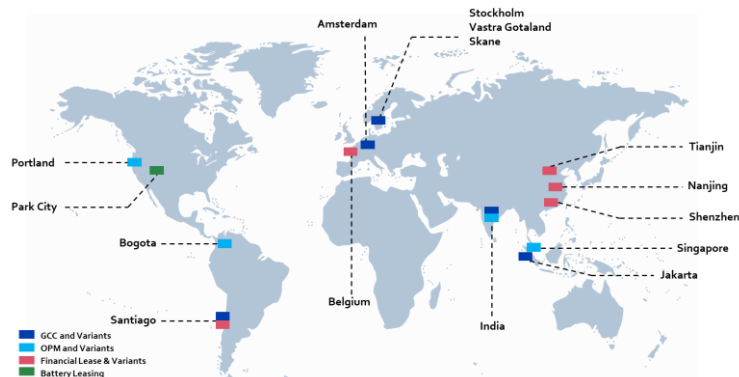 Stockholm
Vastra Gotaland
Skane
Amsterdam
Portland
Park City
Bogota
Santiago
Belgium
India
Tianjin
Nanjing
Shenzhen
Singapore
Jakarta
GCC and Variants
OPM and Variants
Financial Lease & Variants
Battery Leasing